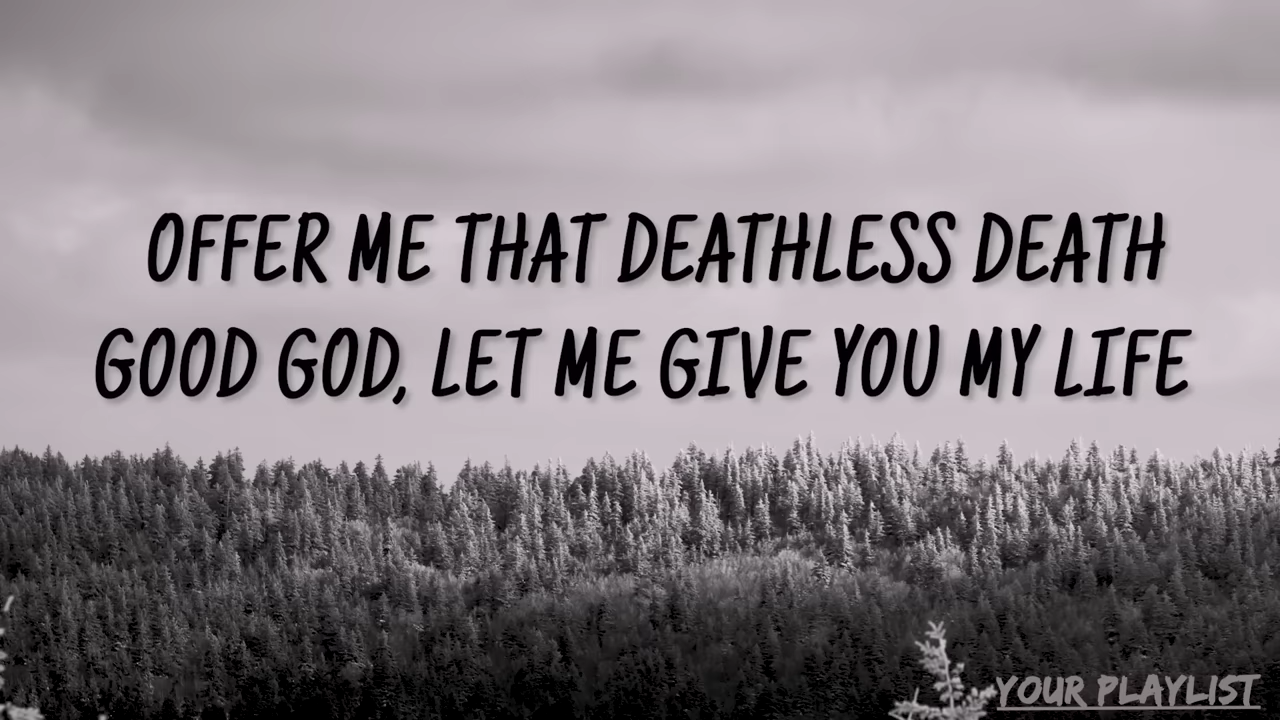 OFFER ME THAT DEATHLESS DEATH
GOOD GOD, LET ME GIVE YOU MY LIFE
YOUR PLAYLIST